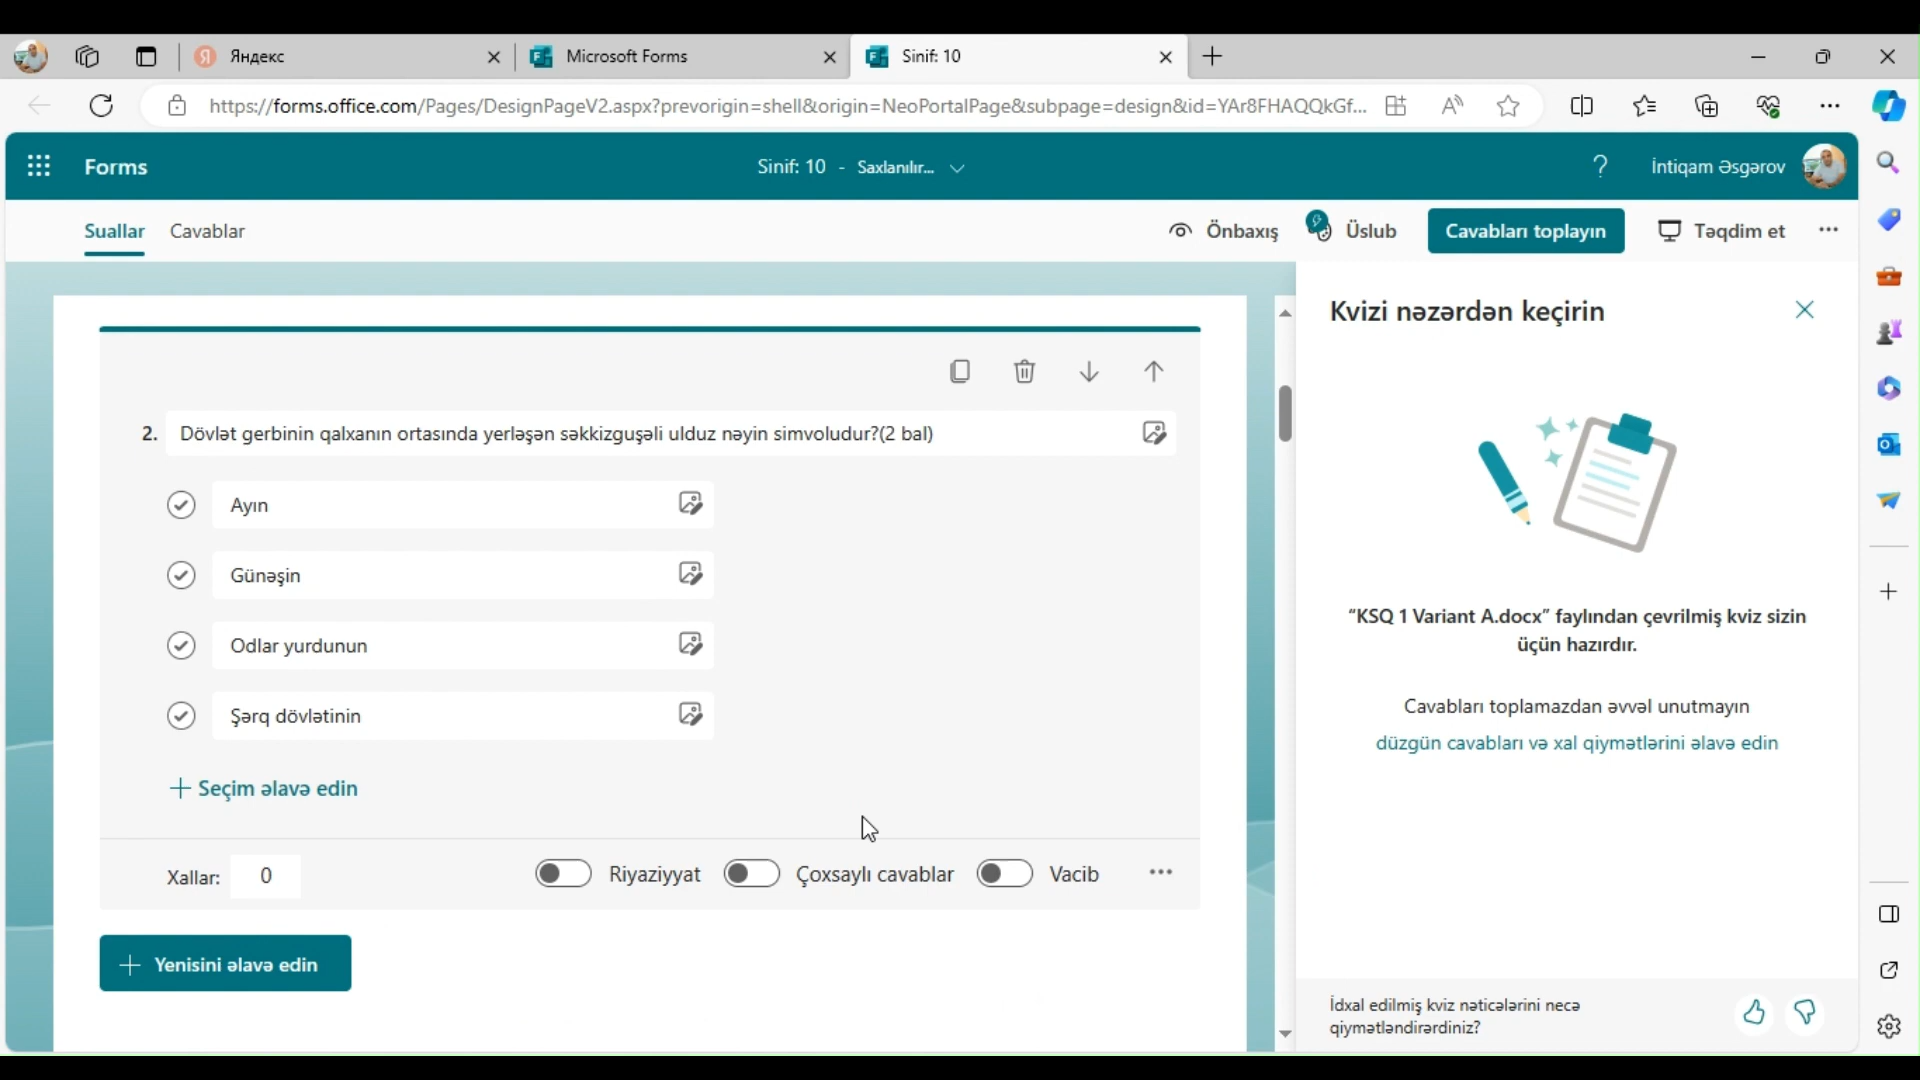 Яндекс
Microsoft Forms
Sinif: 10
https://forms.office.com/Pages/DesignPageV2.aspx?prevorigin=shell&origin=NeoPortalPage&subpage=design&id=YAr8FHAQQkGf...
Forms
Sinif: 10 - Saxlanılır...
?
İntiqam Əsgərov
Suallar
Cavablar
Önbaxış
Üslub
Cavabları toplayın
Təqdim et
2. Dövlət gerbinin qalxanın ortasında yerləşən səkkizguşəli ulduz nəyin simvoludur?(2 bal)
Ayın
Günəşin
Odlar yurdunun
Şərq dövlətinin
Seçim əlavə edin
Xallar: 0
Riyaziyyat
Çoxsaylı cavablar
Vacib
Yenisini əlavə edin
Kvizi nəzərdən keçirin
“KSQ 1 Variant A.docx” faylından çevrilmiş kviz sizin
üçün hazırdır.
Cavabları toplamazdan əvvəl unutmayın
düzgün cavabları və xal qiymətlərini əlavə edin
İdxal edilmiş kviz nəticələrini necə
qiymətləndirərdiniz?